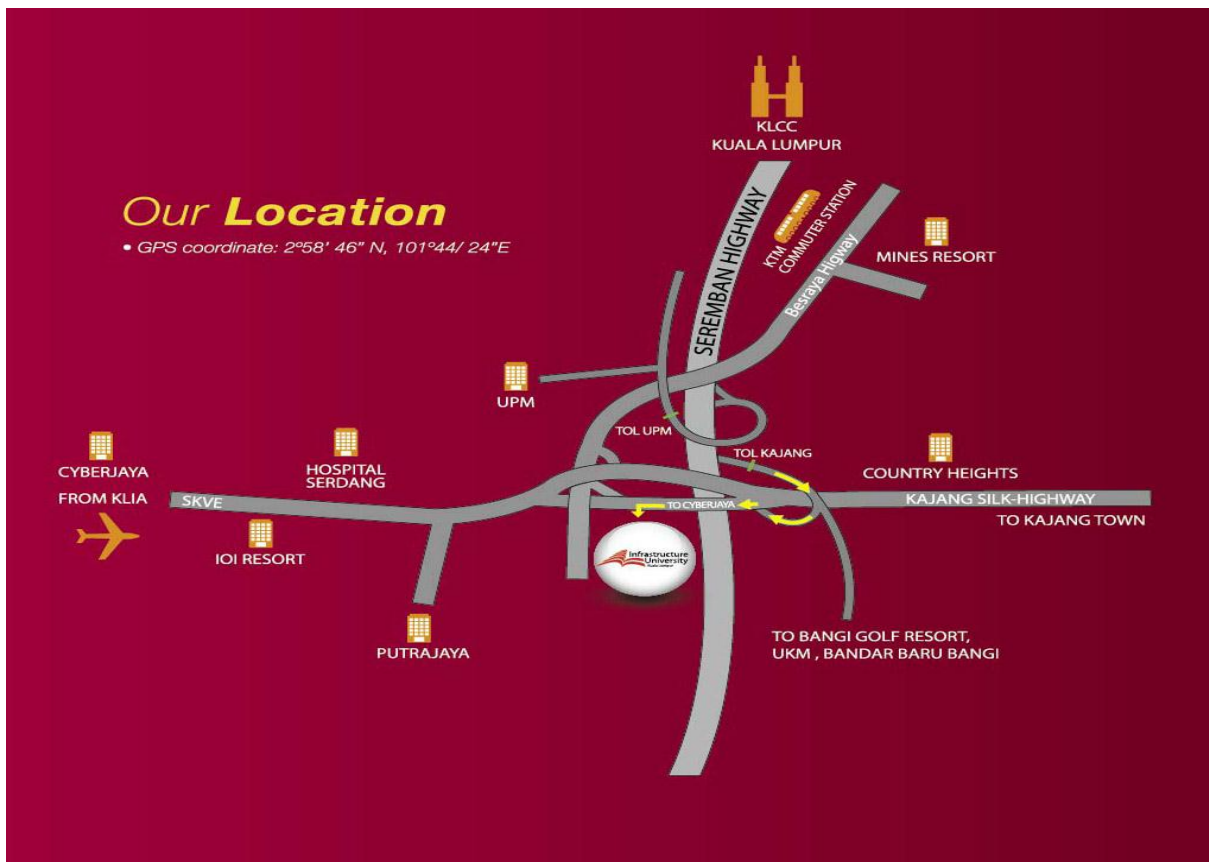 KLCC
KUALA LUMPUR
Our Location
• GPS coordinate: 2º58' 46" N, 101º44/ 24"E
SEREMBAN HIGHWAY
KTM
COMMUTER STATION
Besraya Higway
MINES RESORT
UPM
TOL UPM
TOL KAJANG
CYBERJAYA
HOSPITAL
SERDANG
COUNTRY HEIGHTS
FROM KLIA
SKVE
TO CYBERJAYA
KAJANG SILK-HIGHWAY
TO KAJANG TOWN
IOI RESORT
Infrastructure
University
Kuala Lumpur
PUTRAJAYA
TO BANGI GOLF RESORT,
UKM , BANDAR BARU BANGI